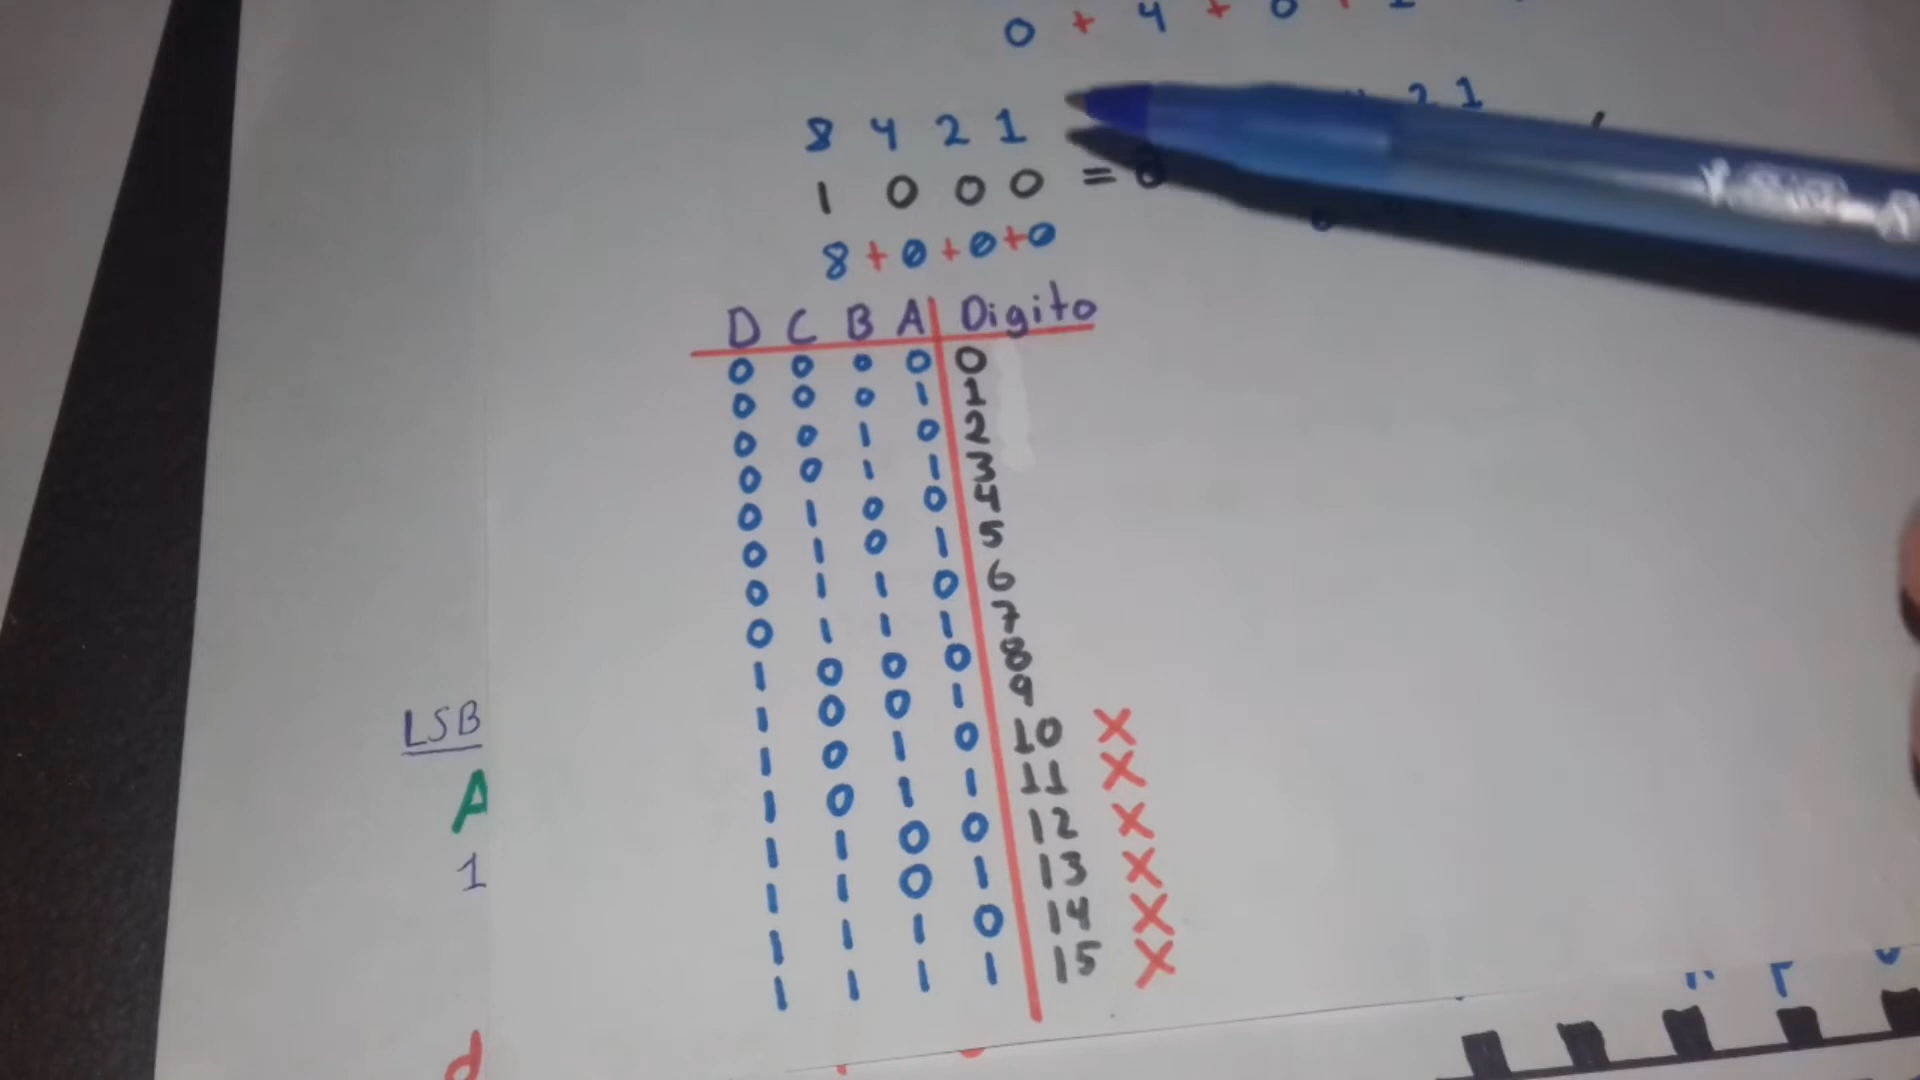 0 + 4 + 0 + 1
8 4 2 1
2 1
1 0 0 0 =
8 + 0 + 0 + 0
D C B A Digito
0 0 0 0 0
0 0 0 1 1
0 0 1 0 2
0 0 1 1 3
0 1 0 0 4
0 1 0 1 5
0 1 1 0 6
0 1 1 1 7
1 0 0 0 8
1 0 0 1 9
1 0 1 0 10 X
1 0 1 1 11 X
1 1 0 0 12 X
1 1 0 1 13 X
1 1 1 0 14 X
1 1 1 1 15 X
LSB
A
1
d